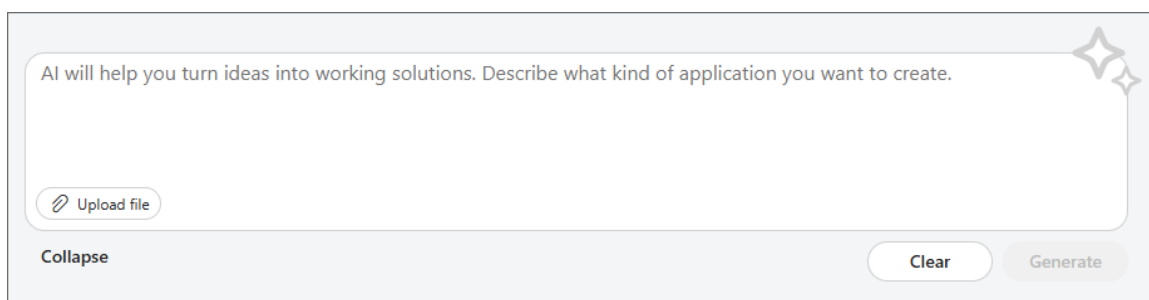 AI will help you turn ideas into working solutions. Describe what kind of application you want to create.
Upload file
Collapse
Clear
Generate